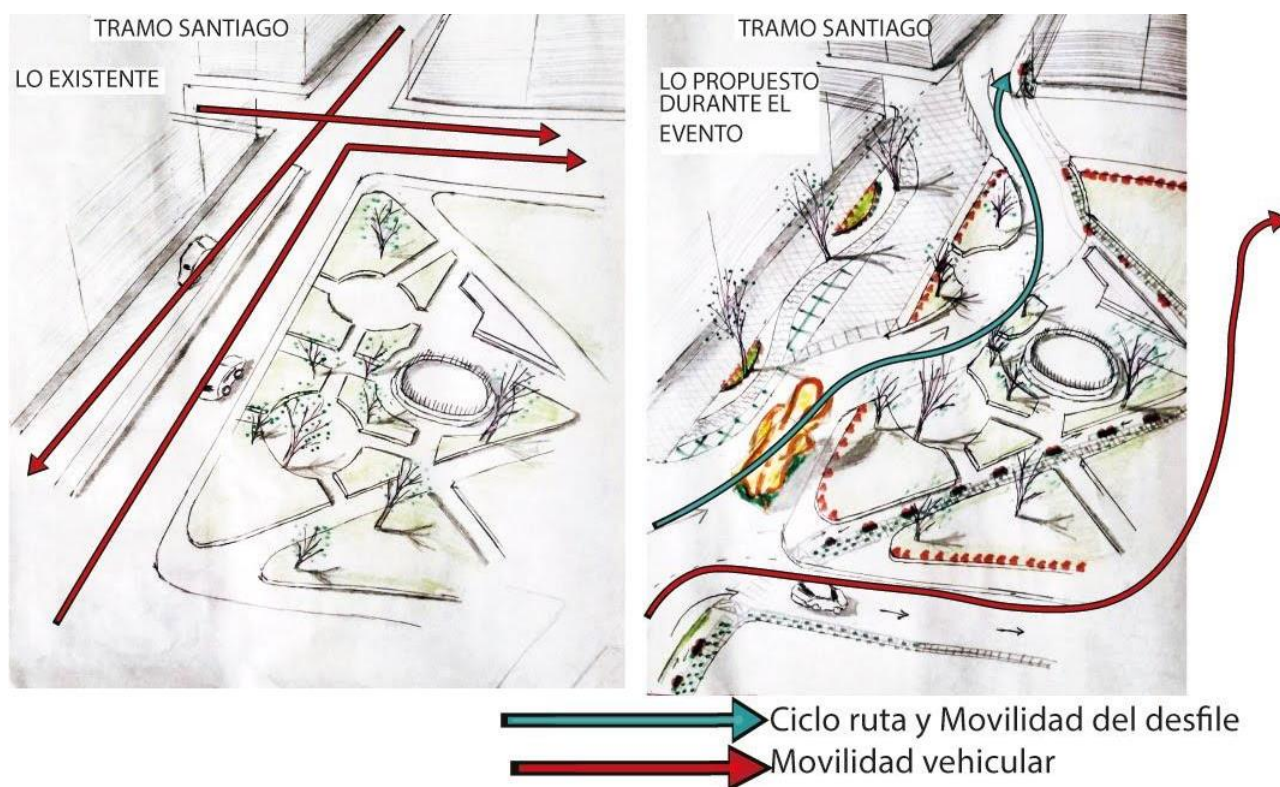 TRAMO SANTIAGO
LO EXISTENTE
TRAMO SANTIAGO
LO PROPUESTO
DURANTE EL
EVENTO
Ciclo ruta y Movilidad del desfile
Movilidad vehicular